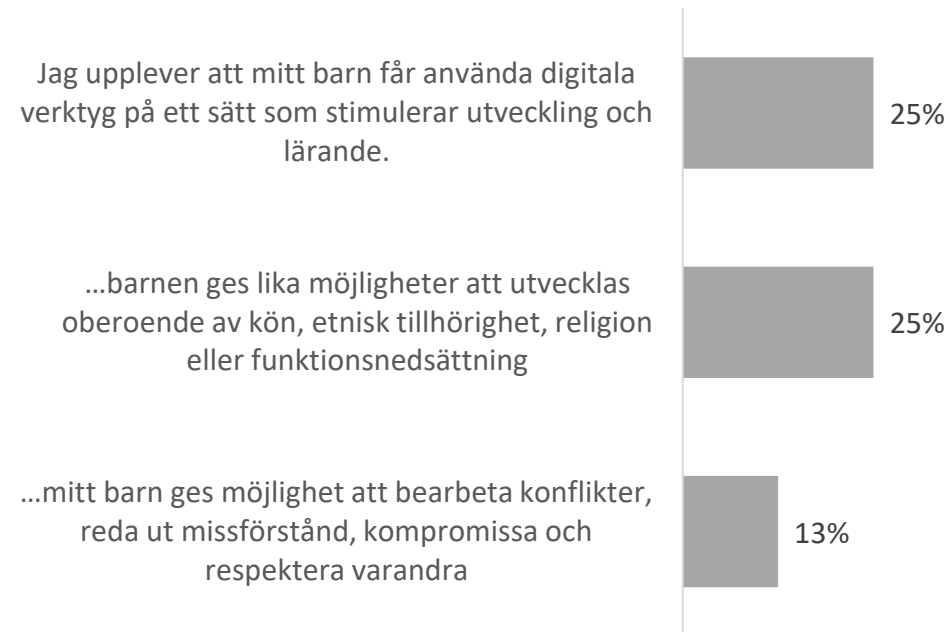 Jag upplever att mitt barn får använda digitala
verktyg på ett sätt som stimulerar utveckling och
lärande.
25%
...barnen ges lika möjligheter att utvecklas
oberoende av kön, etnisk tillhörighet, religion
eller funktionsnedsättning
25%
...mitt barn ges möjlighet att bearbeta konflikter,
reda ut missförstånd, kompromissa och
respektera varandra
13%